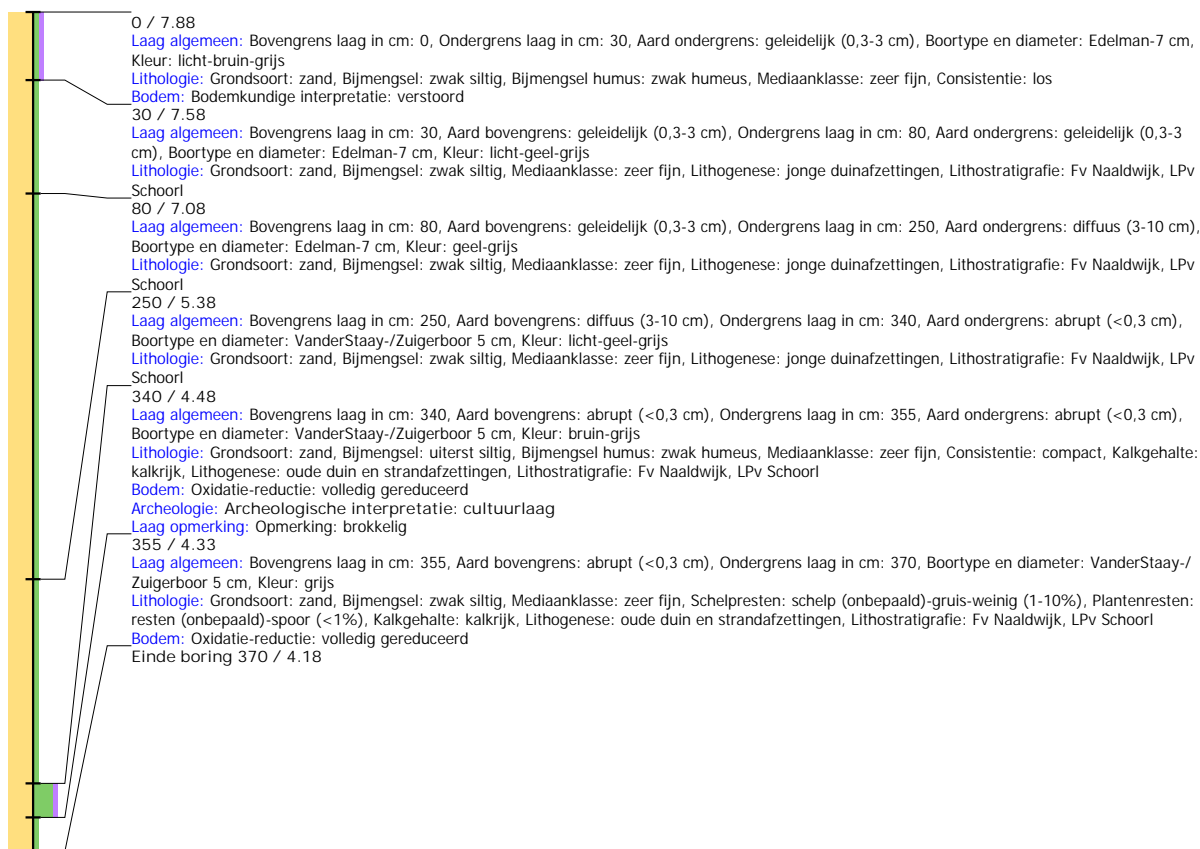 0 / 7.88
Laag algemeen: Bovengrens laag in cm: 0, Ondergrens laag in cm: 30, Aard ondergrens: geleidelijk (0,3-3 cm), Boortype en diameter: Edelman-7 cm,
Kleur: licht-bruin-grijs
Lithologie: Grondsoort: zand, Bijmengsel: zwak siltig, Bijmengsel humus: zwak humeus, Mediaanklasse: zeer fijn, Consistentie: los
Bodem: Bodemkundige interpretatie: verstoord
30 / 7.58
Laag algemeen: Bovengrens laag in cm: 30, Aard bovengrens: geleidelijk (0,3-3 cm), Ondergrens laag in cm: 80, Aard ondergrens: geleidelijk (0,3-3
cm), Boortype en diameter: Edelman-7 cm, Kleur: licht-geel-grijs
Lithologie: Grondsoort: zand, Bijmengsel: zwak siltig, Mediaanklasse: zeer fijn, Lithogenese: jonge duinafzettingen, Lithostratigrafie: Fv Naaldwijk, LPv
Schoorl
80 / 7.08
Laag algemeen: Bovengrens laag in cm: 80, Aard bovengrens: geleidelijk (0,3-3 cm), Ondergrens laag in cm: 250, Aard ondergrens: diffuus (3-10 cm),
Boortype en diameter: Edelman-7 cm, Kleur: geel-grijs
Lithologie: Grondsoort: zand, Bijmengsel: zwak siltig, Mediaanklasse: zeer fijn, Lithogenese: jonge duinafzettingen, Lithostratigrafie: Fv Naaldwijk, LPv
Schoorl
250 / 5.38
Laag algemeen: Bovengrens laag in cm: 250, Aard bovengrens: diffuus (3-10 cm), Ondergrens laag in cm: 340, Aard ondergrens: abrupt (<0,3 cm),
Boortype en diameter: VanderStaay-/Zuigerboor 5 cm, Kleur: licht-geel-grijs
Lithologie: Grondsoort: zand, Bijmengsel: zwak siltig, Mediaanklasse: zeer fijn, Lithogenese: jonge duinafzettingen, Lithostratigrafie: Fv Naaldwijk, LPv
Schoorl
340 / 4.48
Laag algemeen: Bovengrens laag in cm: 340, Aard bovengrens: abrupt (<0,3 cm), Ondergrens laag in cm: 355, Aard ondergrens: abrupt (<0,3 cm),
Boortype en diameter: VanderStaay-/Zuigerboor 5 cm, Kleur: bruin-grijs
Lithologie: Grondsoort: zand, Bijmengsel: uiterst siltig, Bijmengsel humus: zwak humeus, Mediaanklasse: zeer fijn, Consistentie: compact, Kalkgehalte:
kalkrijk, Lithogenese: oude duin en strandafzettingen, Lithostratigrafie: Fv Naaldwijk, LPv Schoorl
Bodem: Oxidatie-reductie: volledig gereduceerd
Archeologie: Archeologische interpretatie: cultuurlaag
Laag opmerking: Opmerking: brokkelig
355 / 4.33
Laag algemeen: Bovengrens laag in cm: 355, Aard bovengrens: abrupt (<0,3 cm), Ondergrens laag in cm: 370, Boortype en diameter: VanderStaay-/
Zuigerboor 5 cm, Kleur: grijs
Lithologie: Grondsoort: zand, Bijmengsel: zwak siltig, Mediaanklasse: zeer fijn, Schelpresten: schelp (onbepaald)-gruis-weinig (1-10%), Plantenresten:
resten (onbepaald)-spoor (<1%), Kalkgehalte: kalkrijk, Lithogenese: oude duin en strandafzettingen, Lithostratigrafie: Fv Naaldwijk, LPv Schoorl
Bodem: Oxidatie-reductie: volledig gereduceerd
Einde boring 370 / 4.18